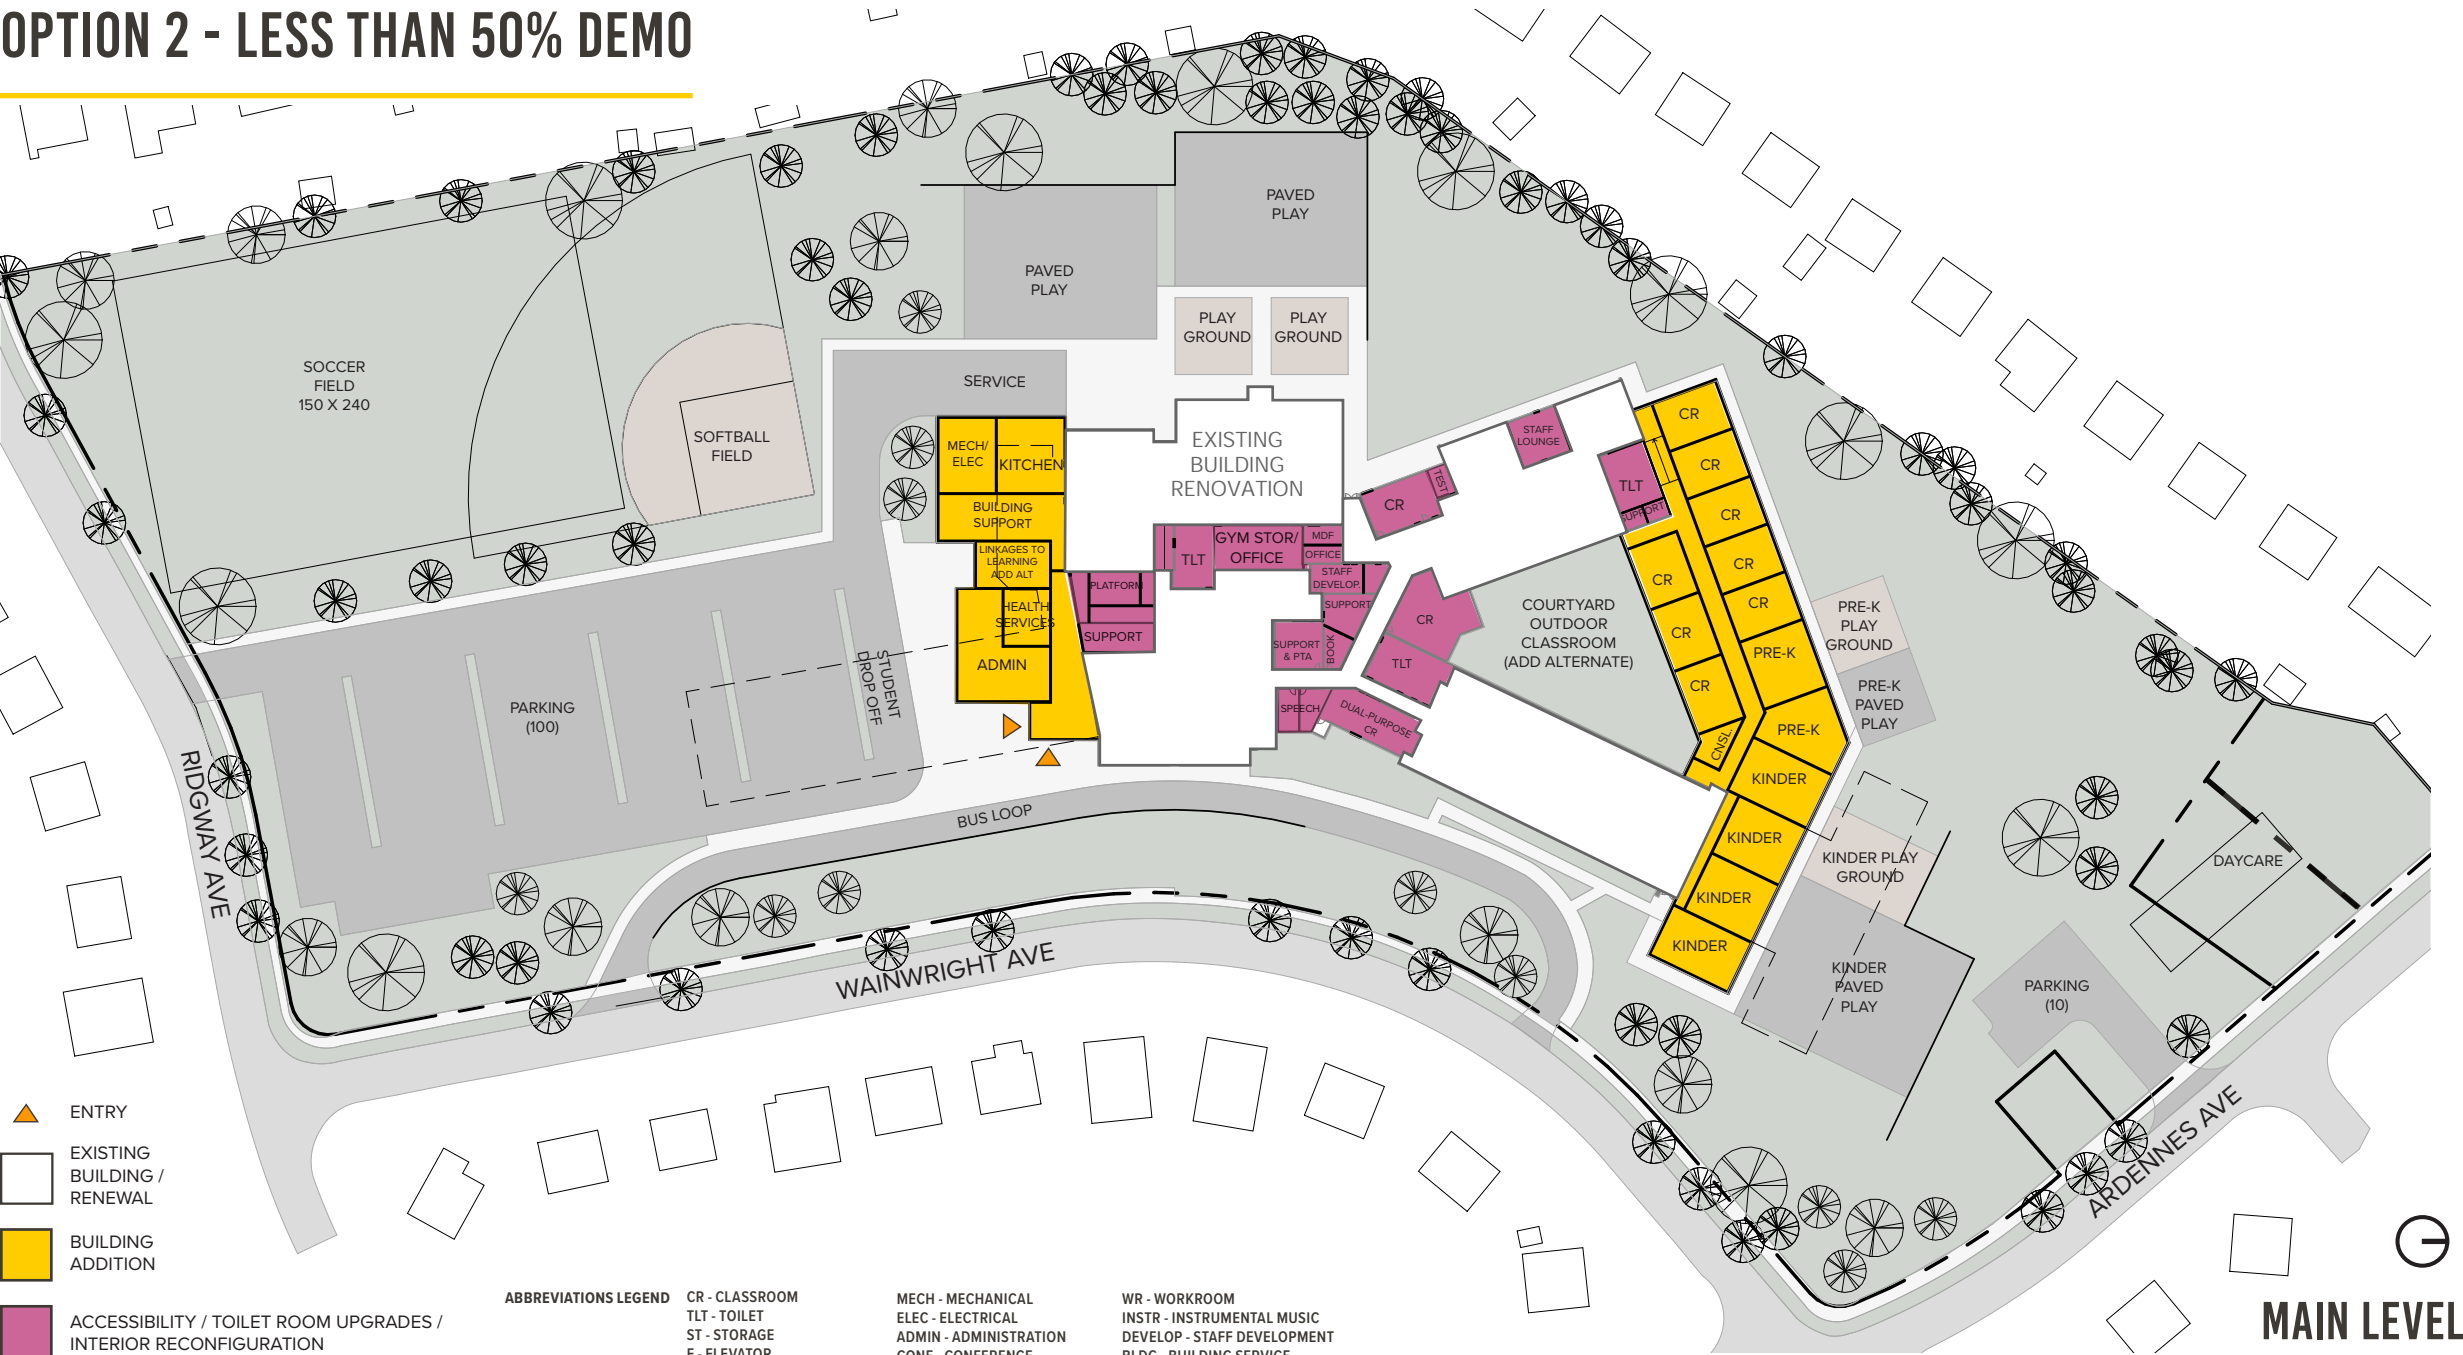 OPTION 2 - LESS THAN 50% DEMO
PAVED
PLAY
PAVED
PLAY
PLAY
GROUND
PLAY
GROUND
SOCCER
FIELD
150 X 240
SOFTBALL
FIELD
SERVICE
MECH/
ELEC
KITCHEN
BUILDING
SUPPORT
LINKAGES TO
LEARNING
ADD ALT
HEALTH
SERVICES
ADMIN
EXISTING
BUILDING
RENOVATION
PLATFORM
SUPPORT
TLT
GYM STOR/
OFFICE
MDF
OFFICE
STAFF
DEVELOP.
SUPPORT
BOOK
SUPPORT
& PTA
SPEECH
DUAL-PURPOSE
CR
CR
TEST
STAFF
LOUNGE
TLT
SUPPORT
CR
TLT
COURTYARD
OUTDOOR
CLASSROOM
(ADD ALTERNATE)
CR
CR
CR
CR
CR
CR
CR
CR
PRE-K
PRE-K
CNSL.
KINDER
KINDER
KINDER
KINDER
PRE-K
PLAY
GROUND
PRE-K
PAVED
PLAY
KINDER PLAY
GROUND
KINDER
PAVED
PLAY
DAYCARE
PARKING
(10)
PARKING
(100)
STUDENT
DROP OFF
BUS LOOP
RIDGWAY AVE
WAINWRIGHT AVE
ARDENNES AVE
ENTRY
EXISTING
BUILDING /
RENEWAL
BUILDING
ADDITION
ACCESSIBILITY / TOILET ROOM UPGRADES /
INTERIOR RECONFIGURATION
ABBREVIATIONS LEGEND
CR - CLASSROOM
TLT - TOILET
ST - STORAGE
E - ELEVATOR
MECH - MECHANICAL
ELEC - ELECTRICAL
ADMIN - ADMINISTRATION
CONF - CONFERENCE
WR - WORKROOM
INSTR - INSTRUMENTAL MUSIC
DEVELOP - STAFF DEVELOPMENT
BLDG - BUILDING SERVICE
MAIN LEVEL